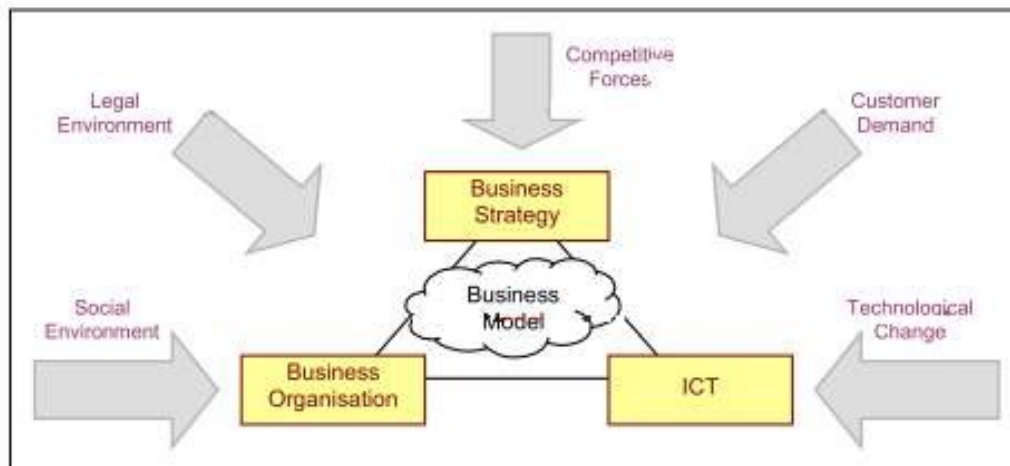 Competitive
Forces
Legal
Environment
Customer
Demand
Business
Strategy
Business
Model
Social
Environment
Technological
Change
Business
Organisation
ICT